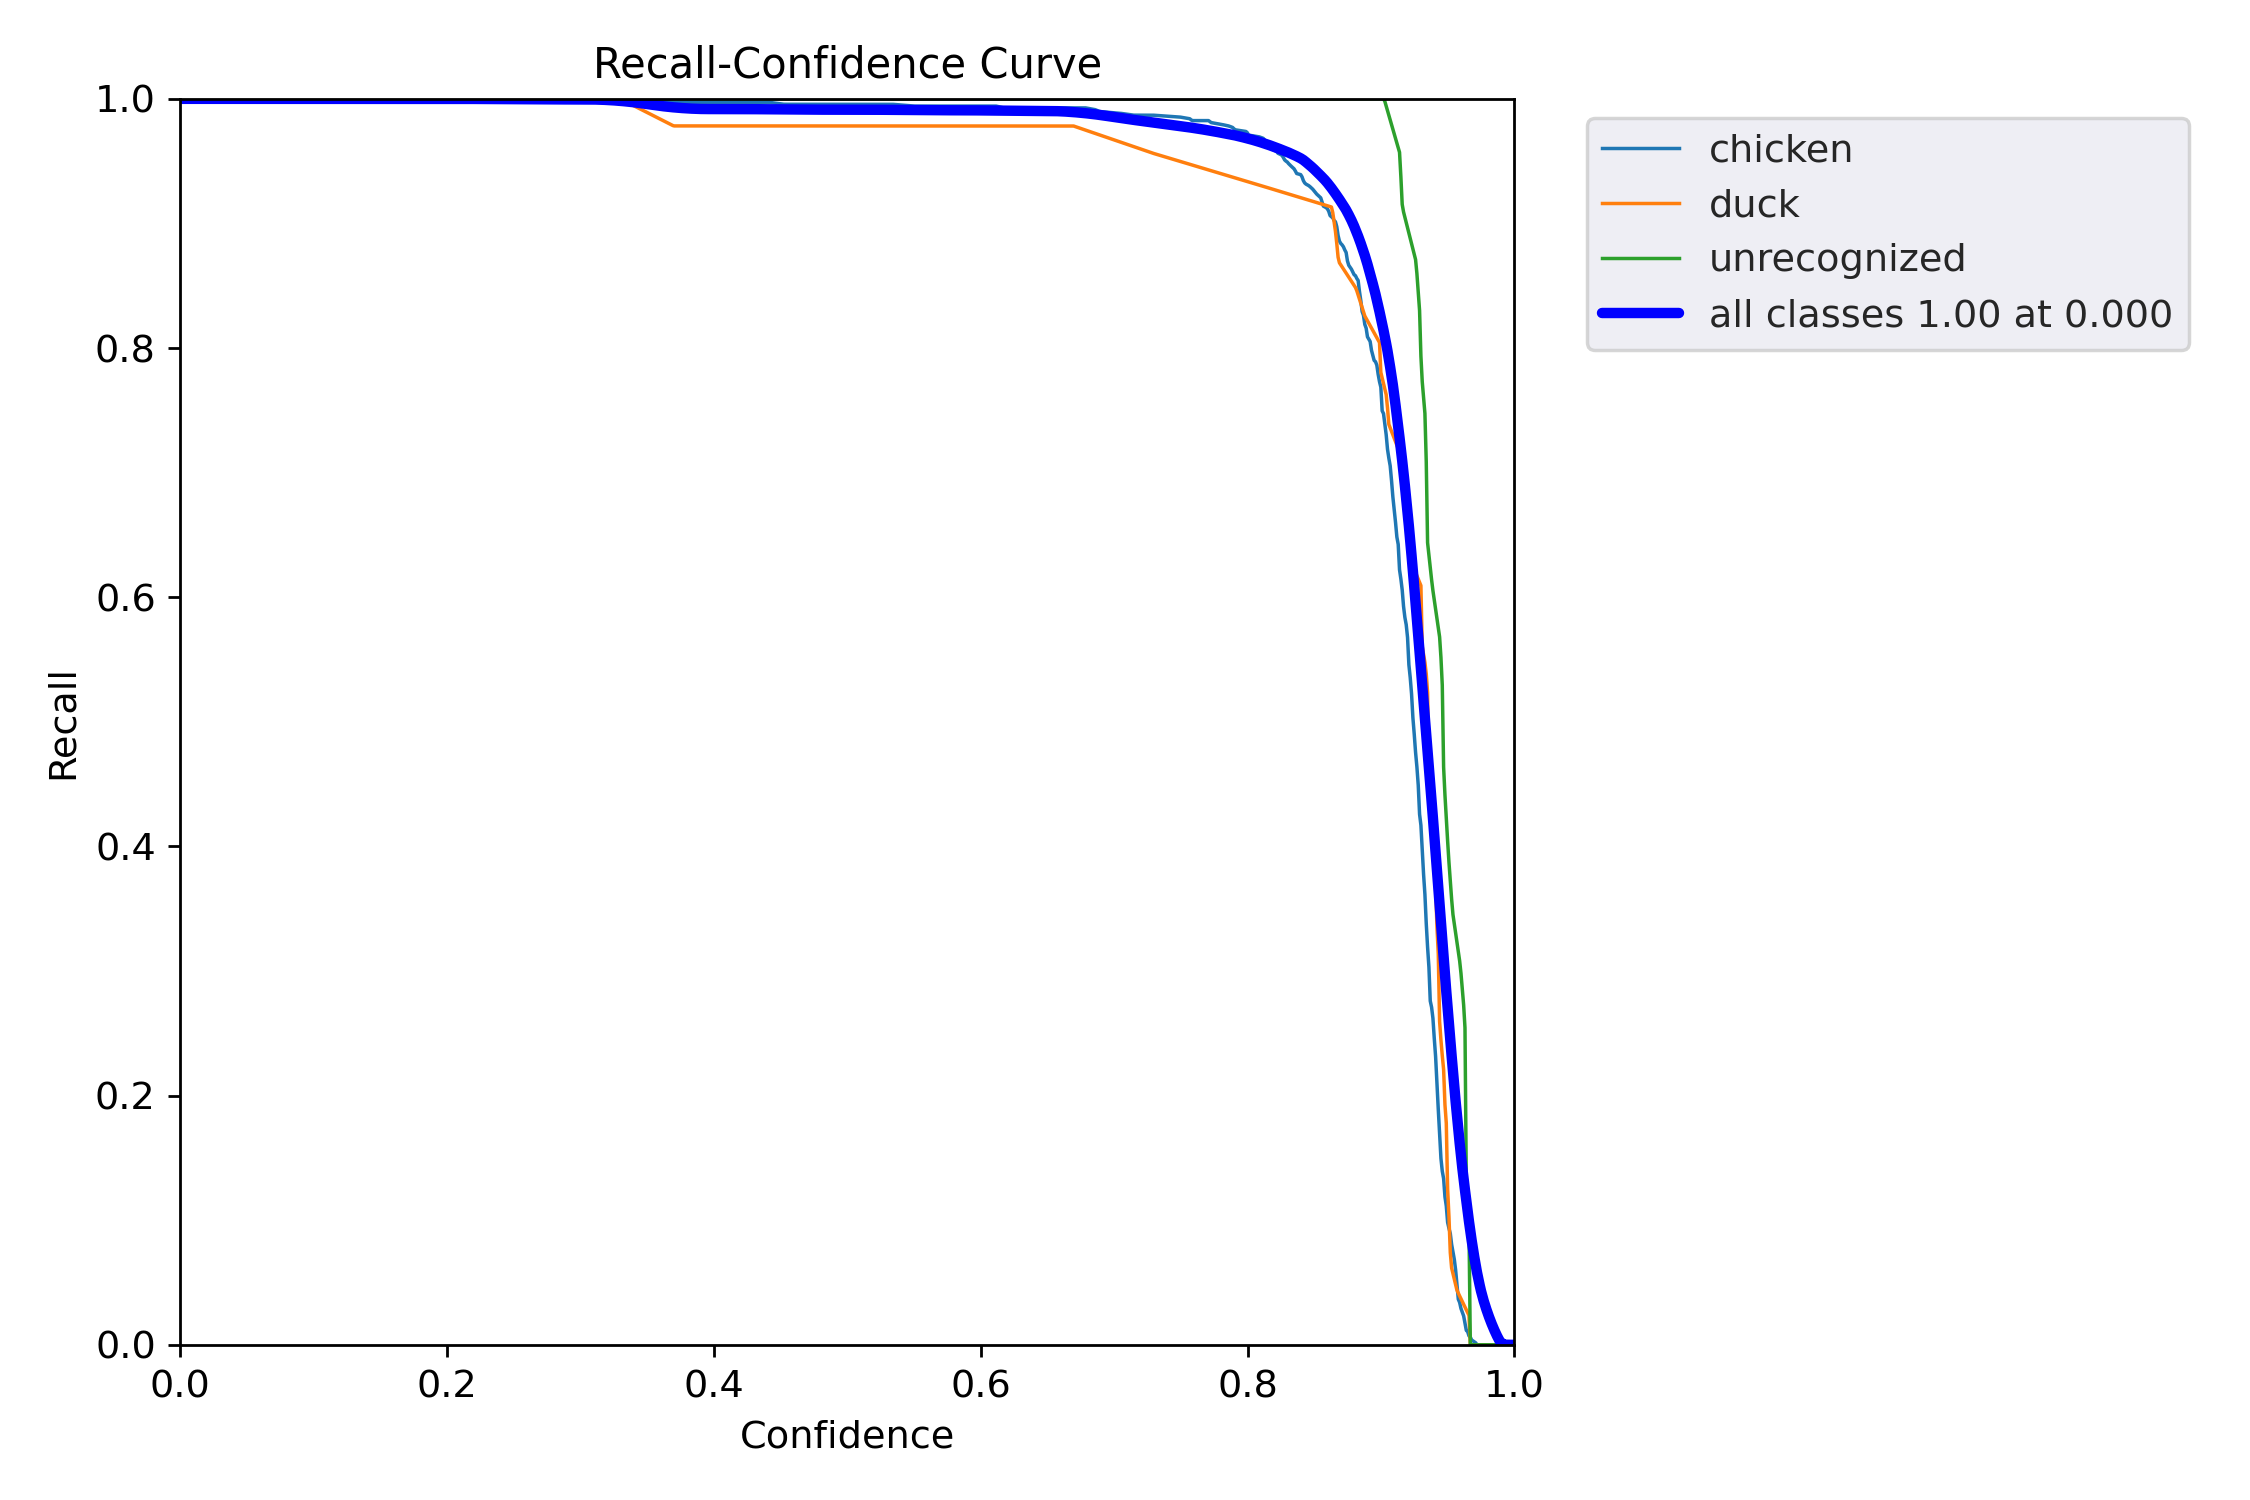 Recall-Confidence Curve
1.0
0.8
0.6
0.4
0.2
0.0
Recall
0.0 0.2 0.4 0.6 0.8 1.0
Confidence
chicken
duck
unrecognized
all classes 1.00 at 0.000